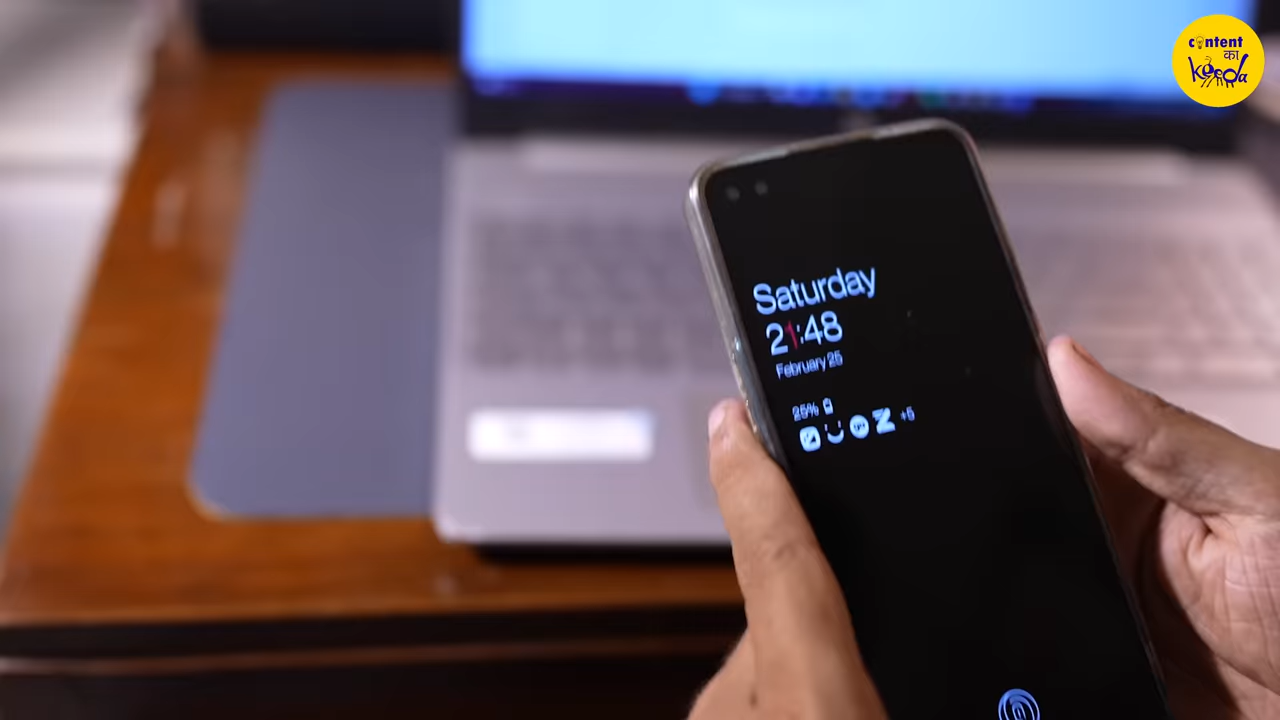 content
का
keeda
Saturday
21:48
February 25
25%
+5